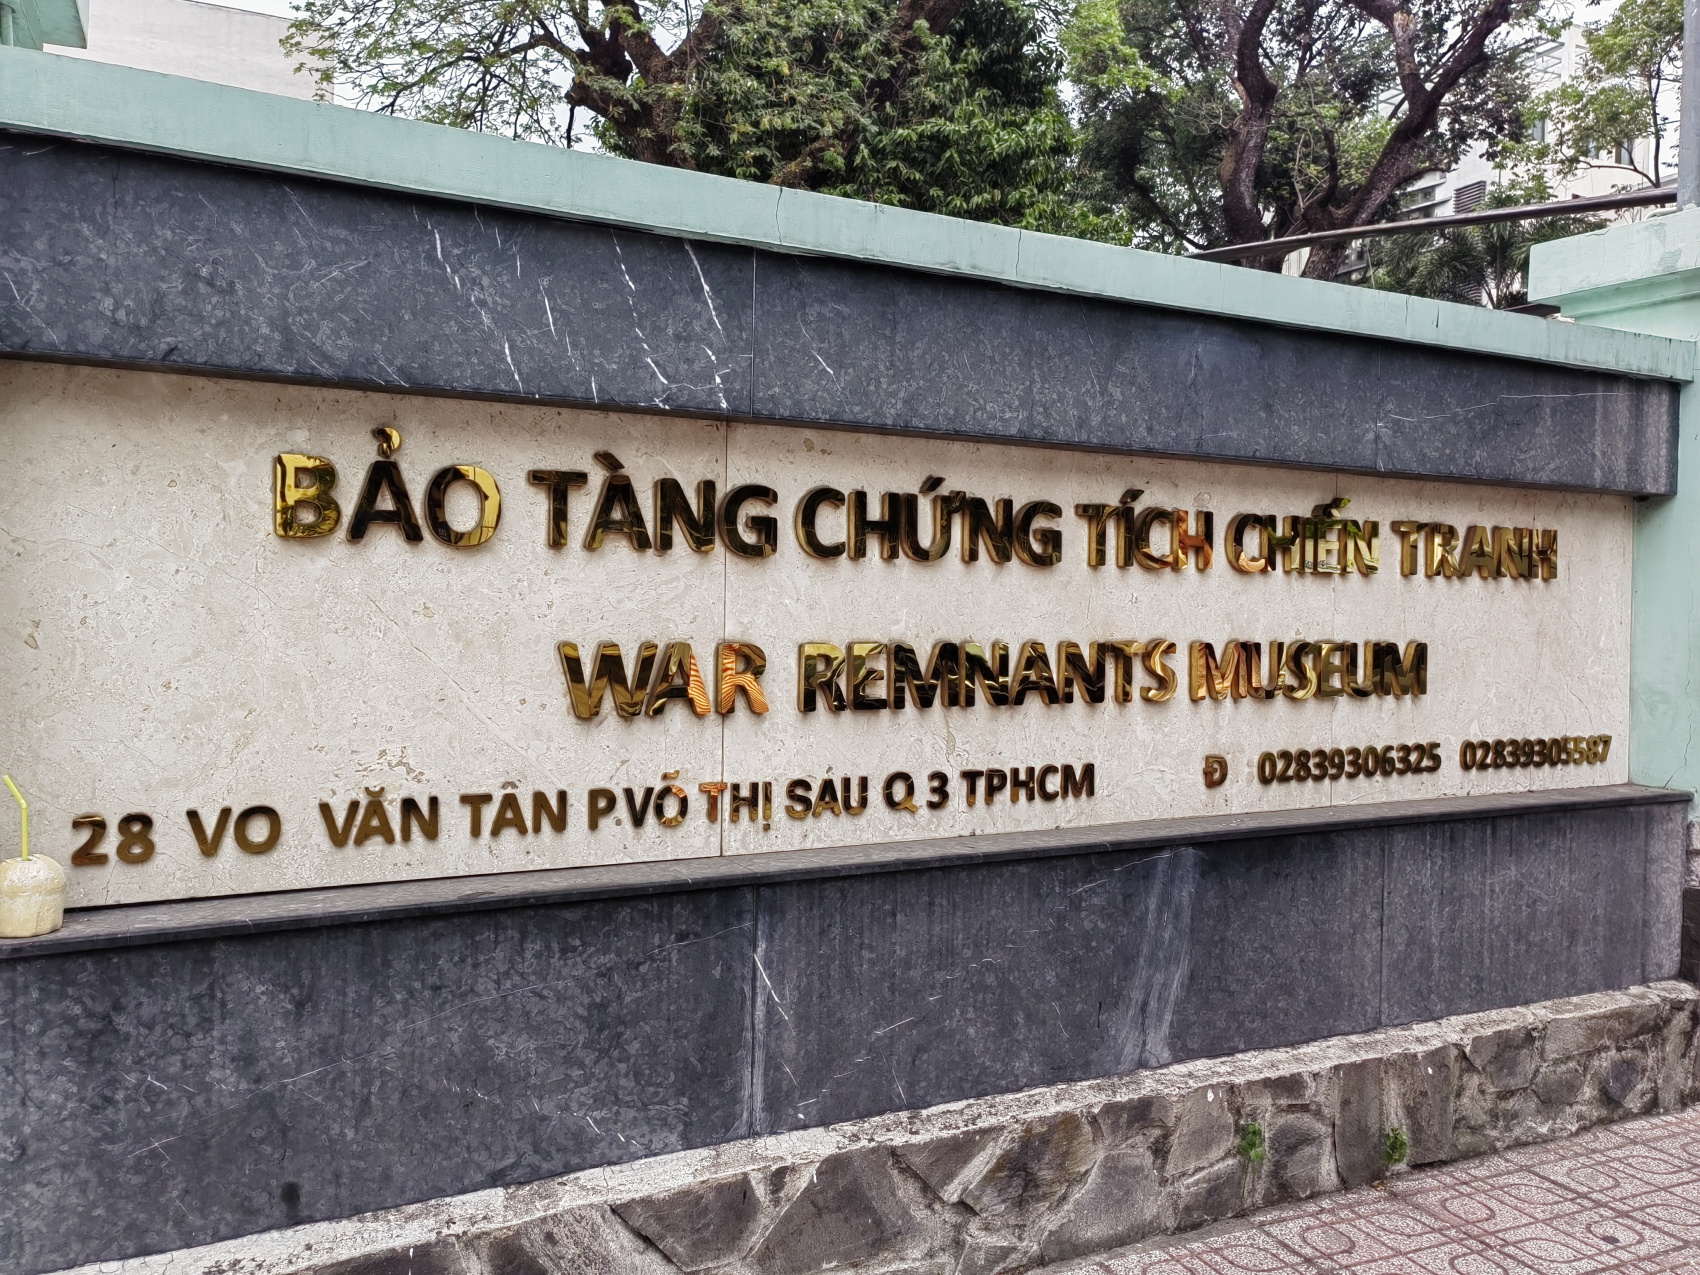 BẢO TÀNG CHỨNG TÍCH CHIẾN TRANH
WAR REMNANTS MUSEUM
28 VO VĂN TÂN P.VÕ THỊ SÁU Q 3 TPHCM Đ 02839306325 02839305587